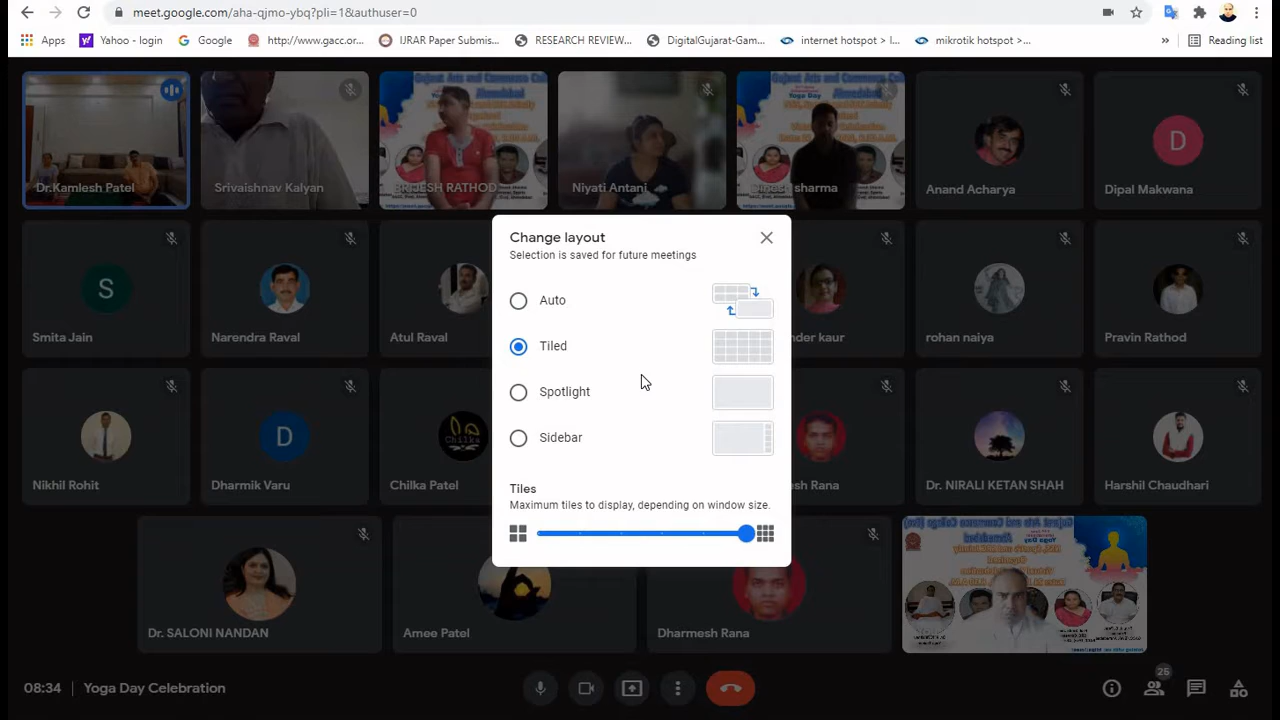 meet.google.com/aha-qjmo-ybq?pli=1&authuser=0
Apps
Yahoo - login
Google
http://www.gacc.or...
IJRAR Paper Submis...
RESEARCH REVIEW...
DigitalGujarat-Gam...
internet hotspot > I...
mikrotik hotspot >...
»
Reading list
Dr.Kamlesh Patel
Srivaishnav Kalyan
BRIJESH RATHOD
Niyati Antani
sharma
Anand Acharya
D
Dipal Makwana
S
Smita Jain
Narendra Raval
Atul Raval
kaur
rohan naiya
Pravin Rathod
Nikhil Rohit
D
Dharmik Varu
Chilka
Chilka Patel
Rana
Dr. NIRALI KETAN SHAH
Harshil Chaudhari
Dr. SALONI NANDAN
Amee Patel
Dharmesh Rana
Change layout
Selection is saved for future meetings
Auto
Tiled
Spotlight
Sidebar
Tiles
Maximum tiles to display, depending on window size.
08:34 | Yoga Day Celebration
25